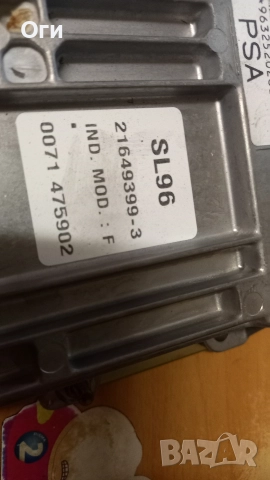 Оги
PSA
SL96
21649399-3
IND. MOD. : F
0071 475902
2
bazar